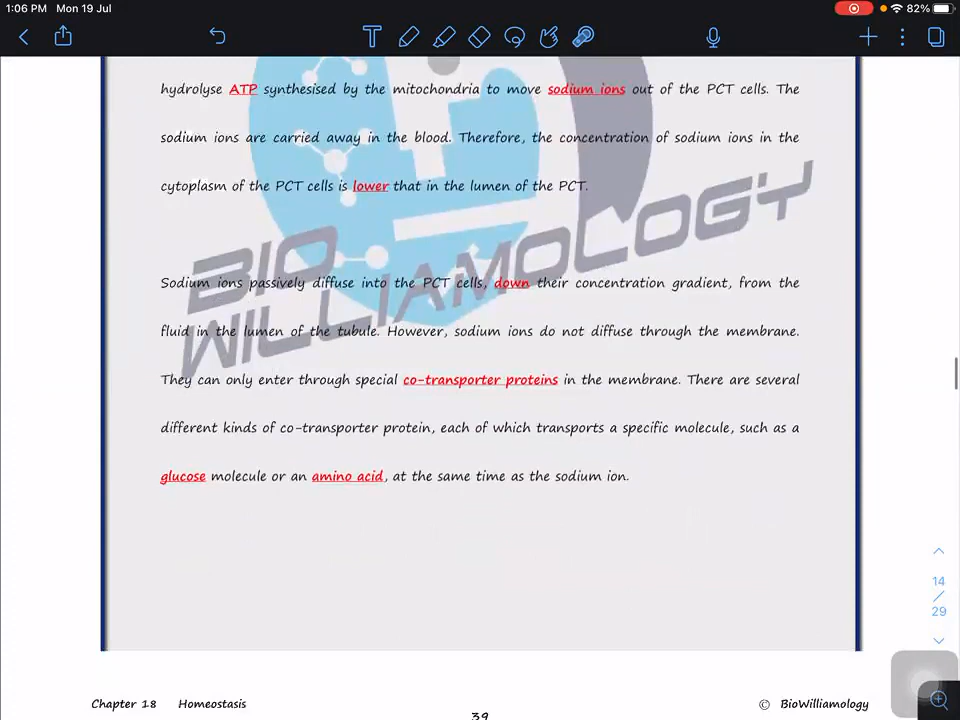 1:06 PM Mon 19 Jul
82%
hydrolyse ATP synthesised by the mitochondria to move sodium ions out of the PCT cells. The
sodium ions are carried away in the blood. Therefore, the concentration of sodium ions in the
cytoplasm of the PCT cells is lower that in the lumen of the PCT.
BIO
WILLIAMOLOGY
Sodium ions passively diffuse into the PCT cells, down their concentration gradient, from the
fluid in the lumen of the tubule. However, sodium ions do not diffuse through the membrane.
They can only enter through special co-transporter proteins in the membrane. There are several
different kinds of co-transporter protein, each of which transports a specific molecule, such as a
glucose molecule or an amino acid, at the same time as the sodium ion.
14
/
29
Chapter 18 Homeostasis
© BioWilliamology
39